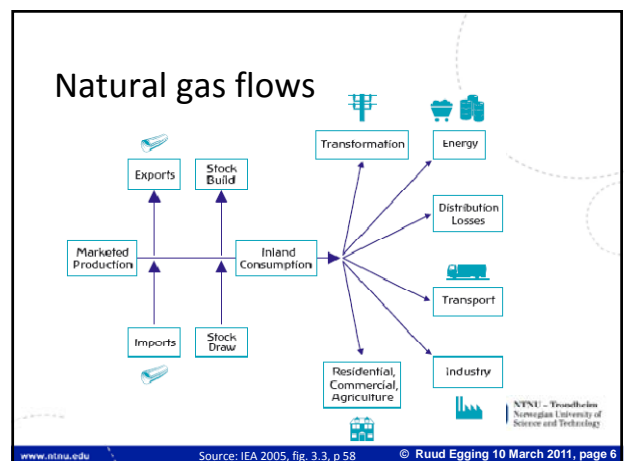 Natural gas flows
Transformation
Energy
Exports
Stock
Build
Distribution
Losses
Marketed
Production
Inland
Consumption
Transport
Imports
Stock
Draw
Residential,
Commercial,
Agriculture
Industry
NTNU – Trondheim
Norwegian University of
Science and Technology
www.ntnu.edu
Source: IEA 2005, fig. 3.3, p 58
© Ruud Egging 10 March 2011, page 6